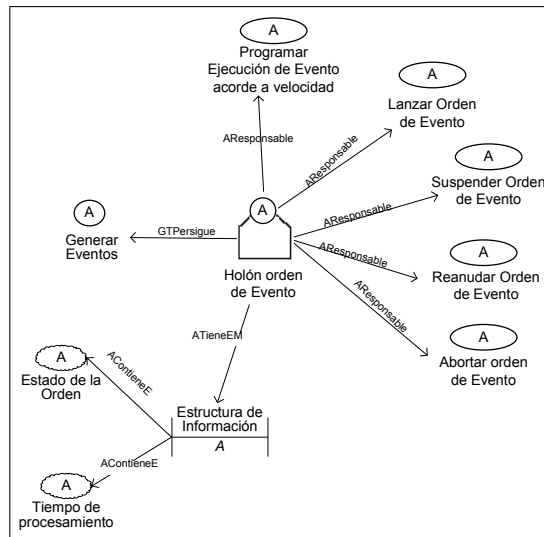 A
Programar
Ejecución de Evento
acorde a velocidad
A
Lanzar Orden
de Evento
AResponsable
AResponsable
A
Suspender Orden
de Evento
AResponsable
A
Generar
Eventos
GTPersigue
A
Holón orden
de Evento
AResponsable
A
Reanudar Orden
de Evento
AResponsable
A
Abortar orden
de Evento
ATieneEM
A
Estado de la
Orden
AContieneE
Estructura de
Información
A
AContieneE
A
Tiempo de
procesamiento